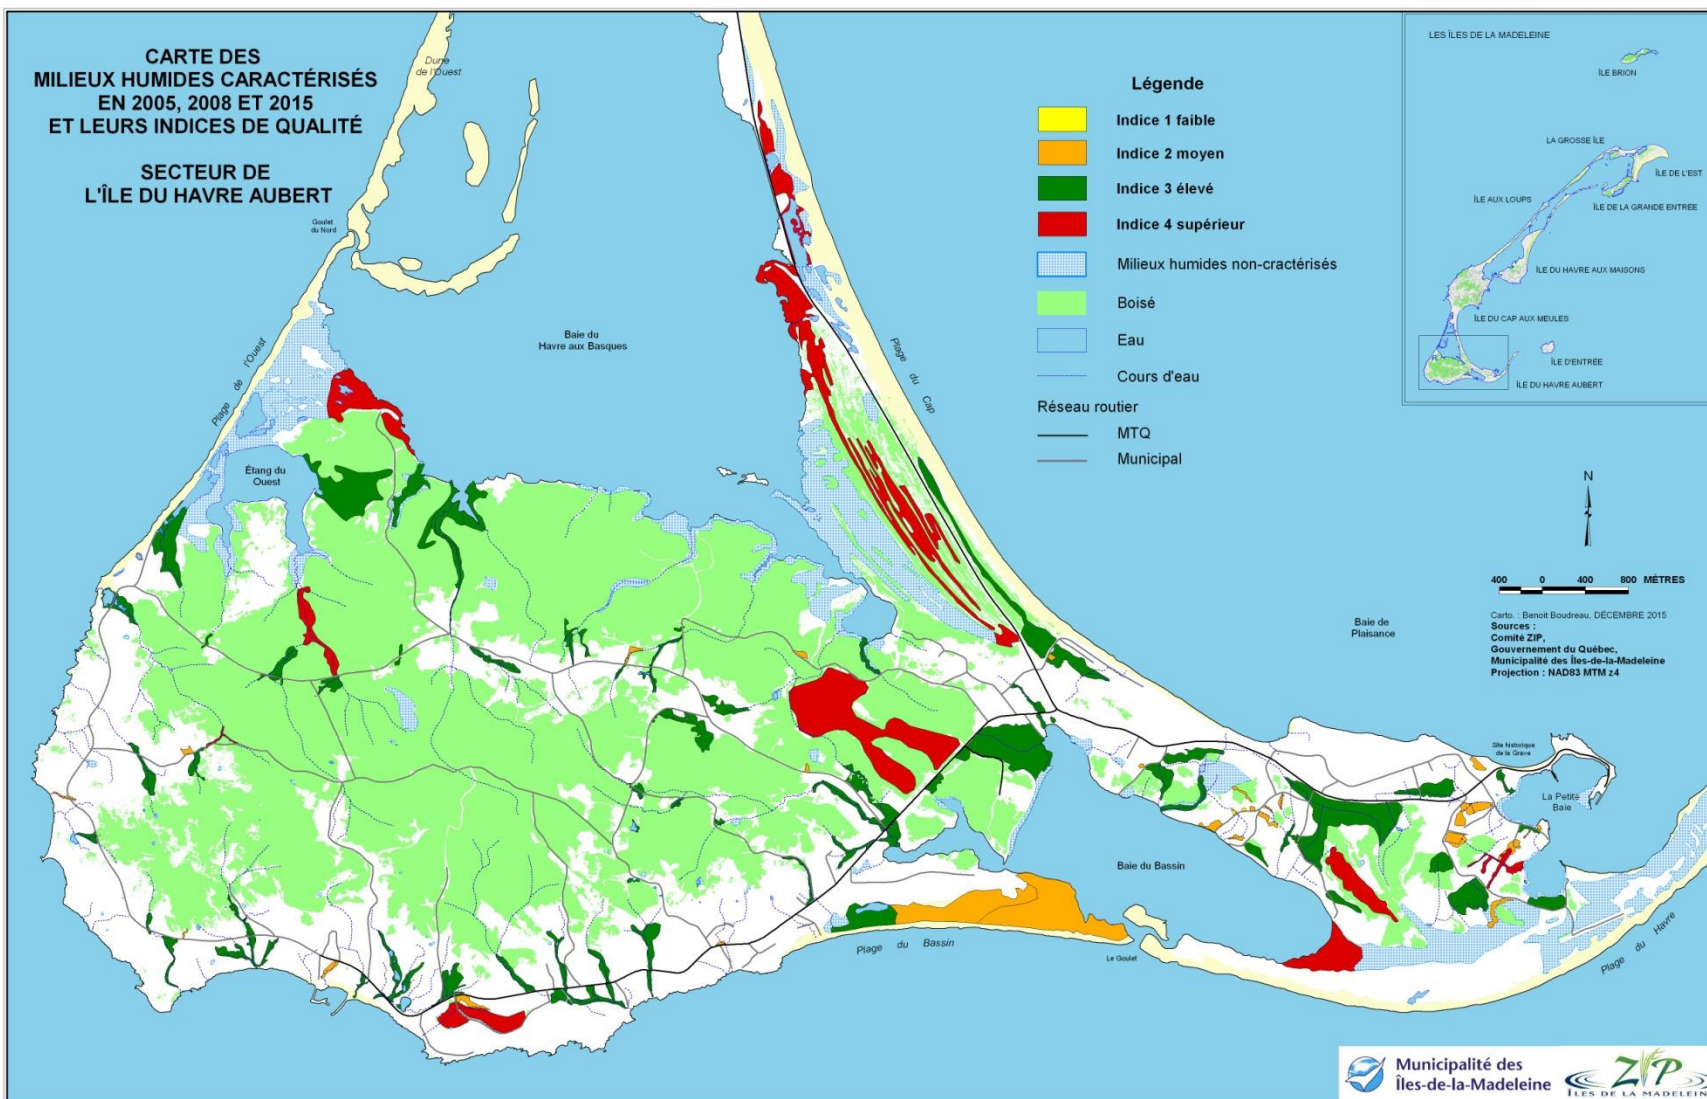 CARTE DES
MILIEUX HUMIDES CARACTÉRISÉS
EN 2005, 2008 ET 2015
ET LEURS INDICES DE QUALITÉ
SECTEUR DE
L'ÎLE DU HAVRE AUBERT
Dune
de l'Ouest
Goulet
du Nord
Plage de l'Ouest
Baie du
Havre aux Basques
Étang du
Ouest
Plage du Cap
Légende
Indice 1 faible
Indice 2 moyen
Indice 3 élevé
Indice 4 supérieur
Milieux humides non-cractérisés
Boisé
Eau
Cours d'eau
Réseau routier
MTQ
Municipal
LES ÎLES DE LA MADELEINE
ÎLE BRION
LA GROSSE ÎLE
ÎLE DE L'EST
ÎLE AUX LOUPS
ÎLE DE LA GRANDE ENTRÉE
ÎLE DU HAVRE AUX MAISONS
ÎLE DU CAP AUX MEULES
ÎLE D'ENTRÉE
ÎLE DU HAVRE AUBERT
N
400 0 400 800 MÈTRES
Carto. : Benoit Boudreau, DÉCEMBRE 2015
Sources :
Comité ZIP,
Gouvernement du Québec,
Municipalité des Îles-de-la-Madeleine
Projection : NAD83 MTM z4
Baie de
Plaisance
Site historique
de la Grave
La Petite
Baie
Baie du Bassin
Plage du Bassin
Le Goulet
Plage du Havre
Municipalité des
Îles-de-la-Madeleine
ZIP
ÎLES DE LA MADELEINE